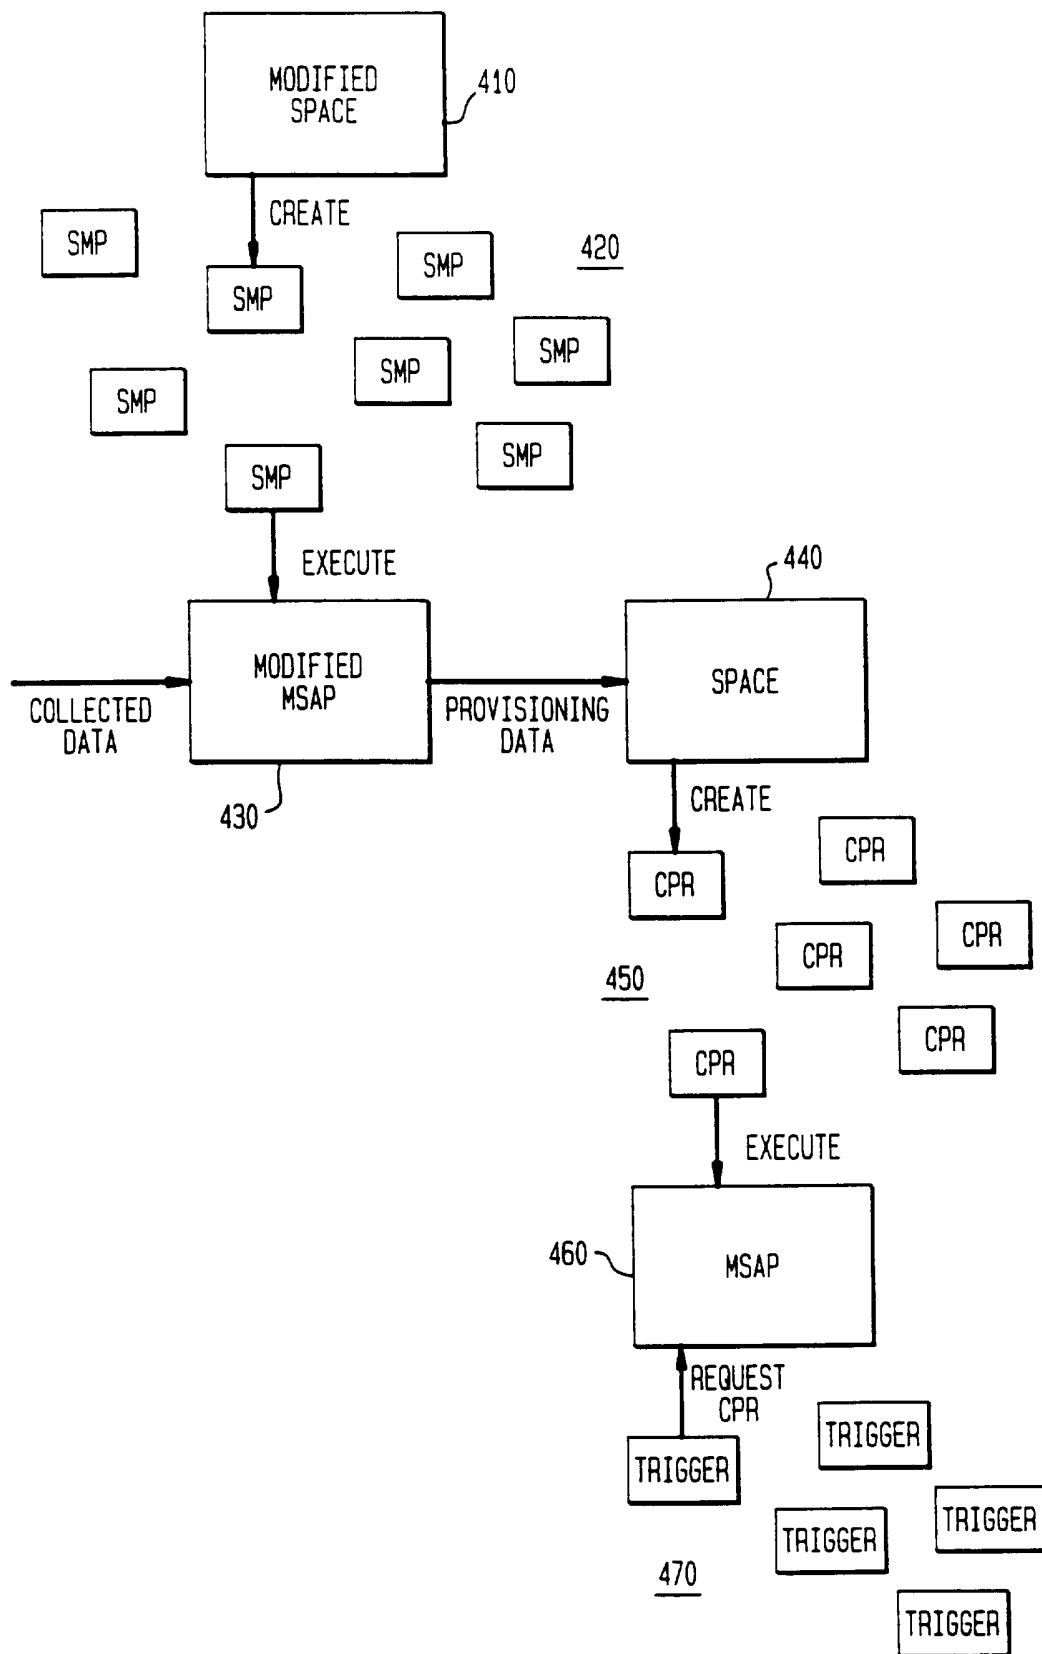 MODIFIED
SPACE
410
CREATE
SMP
SMP
SMP
420
SMP
SMP
SMP
SMP
SMP
EXECUTE
440
MODIFIED
MSAP
SPACE
COLLECTED
DATA
PROVISIONING
DATA
430
CREATE
CPR
CPR
CPR
CPR
450
CPR
CPR
EXECUTE
460
MSAP
REQUEST
CPR
TRIGGER
TRIGGER
TRIGGER
TRIGGER
470
TRIGGER